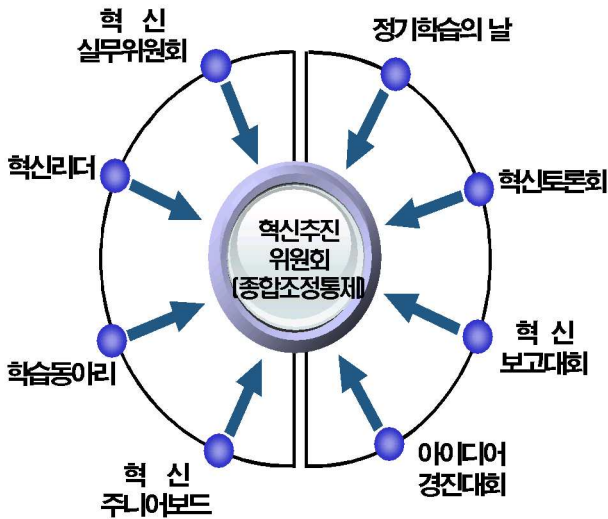 혁 신
실무위원회
정기학습의 날
혁신리더
혁신토론회
혁신추진
위원회
(종합조정통제)
학습동아리
혁 신
보고대회
혁 신
주니어보드
아이디어
경진대회